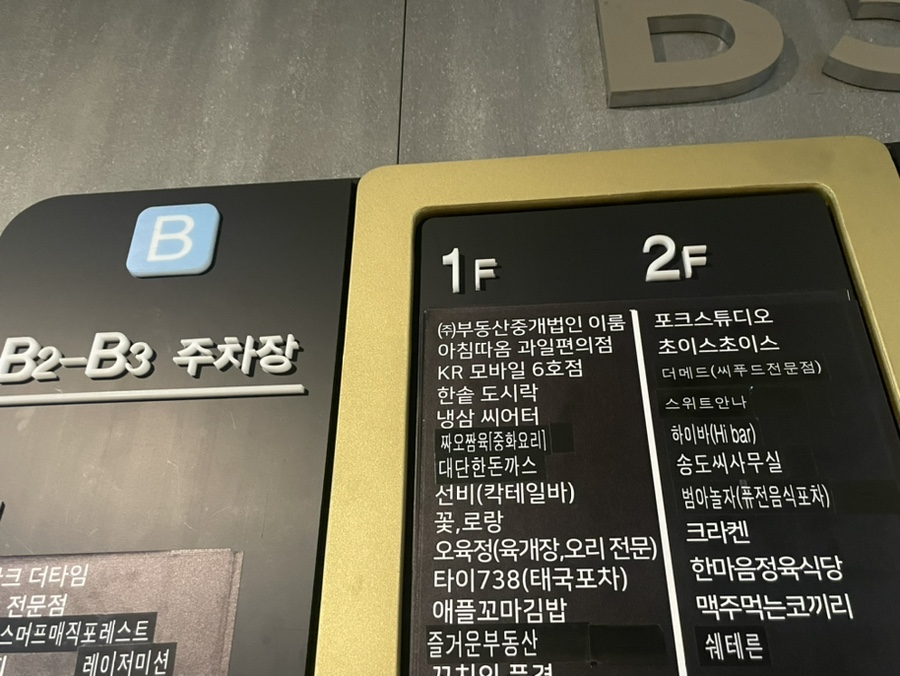 B
B2-B3 주차장
더타임
전문점
스머프매직포레스트
레이저미션
1F
㈜부동산중개법인 이룸
아침따옴 과일편의점
KR 모바일 6호점
한솥 도시락
냉삼 씨어터
짜오짬육[중화요리]
대단한돈까스
선비(칵테일바)
꽃,로랑
오육정(육개장,오리 전문)
타이738(태국포차)
애플꼬마김밥
즐거운부동산
2F
포크스튜디오
초이스초이스
더메드(씨푸드전문점)
스위트안나
하이바(Hi bar)
송도씨사무실
범아놀자(퓨전음식포차)
크라켄
한마음정육식당
맥주먹는코끼리
쉐테른